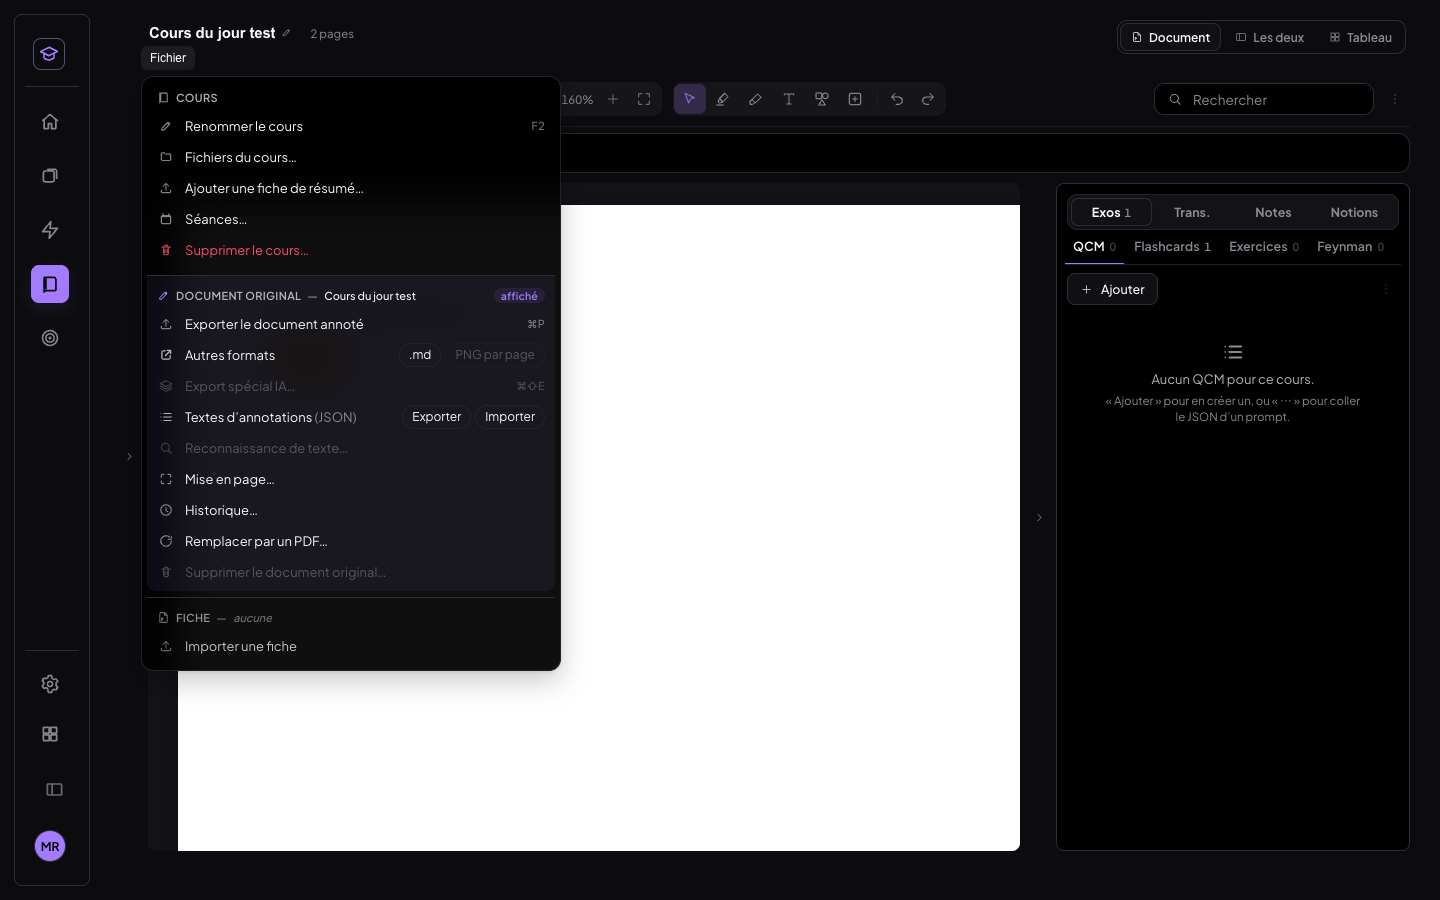 Cours du jour test
2 pages
Document
Les deux
Tableau
Fichier
160%
Rechercher
COURS
Renommer le cours
F2
Fichiers du cours…
Ajouter une fiche de résumé…
Séances…
Supprimer le cours…
DOCUMENT ORIGINAL — Cours du jour test
affiché
Exporter le document annoté
⌘P
Autres formats
.md
PNG par page
Export spécial IA…
⌘⇧E
Textes d'annotations (JSON)
Exporter
Importer
Reconnaissance de texte…
Mise en page…
Historique…
Remplacer par un PDF…
Supprimer le document original…
FICHE — aucune
Importer une fiche
Exos 1
Trans.
Notes
Notions
QCM 0
Flashcards 1
Exercices 0
Feynman 0
Ajouter
Aucun QCM pour ce cours.
« Ajouter » pour en créer un, ou « ··· » pour coller
le JSON d'un prompt.
MR